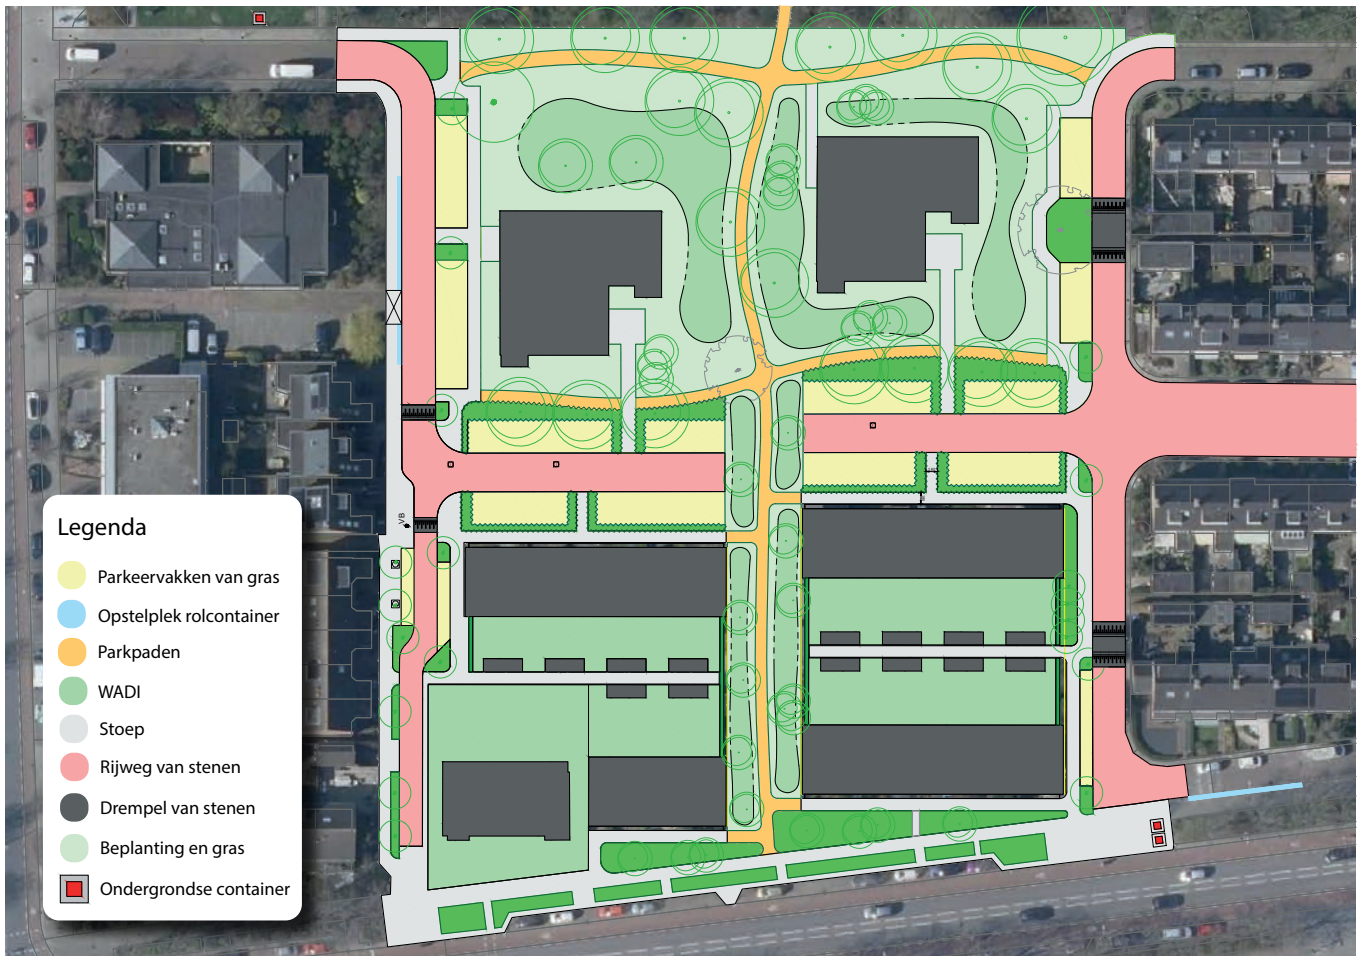 VB
Legenda
Parkeervakken van gras
Opstelplek rolcontainer
Parkpaden
WADI
Stoep
Rijweg van stenen
Drempel van stenen
Beplanting en gras
Ondergrondse container